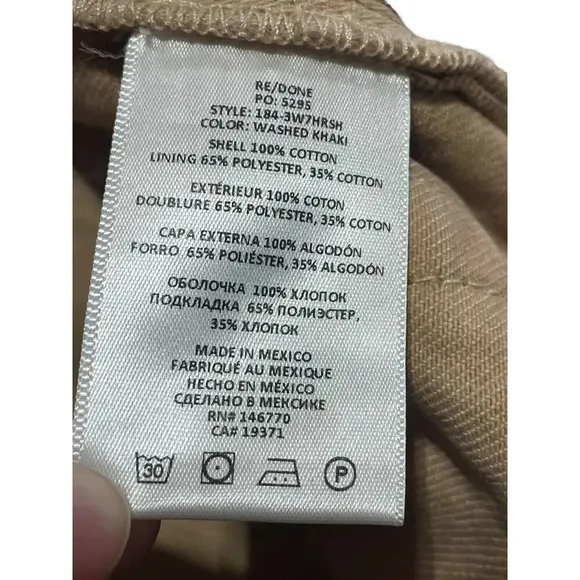 RE/DONE
PO: 5295
STYLE: 184-3W7HRSH
COLOR: WASHED KHAKI
SHELL 100% COTTON
LINING 65% POLYESTER, 35% COTTON
EXTÉRIEUR 100% COTON
DOUBLURE 65% POLYESTER, 35% COTON
CAPA EXTERNA 100% ALGODÓN
FORRO 65% POLIÉSTER, 35% ALGODÓN
ОБОЛОЧКА 100% ХЛОПОК
ПОДКЛАДКА 65% ПОЛИЭСТЕР,
35% ХЛОПОК
MADE IN MEXICO
FABRIQUÉ AU MEXIQUE
HECHO EN MÉXICO
СДЕЛАНО В МЕКСИКЕ
RN# 146770
CA# 19371
30 P